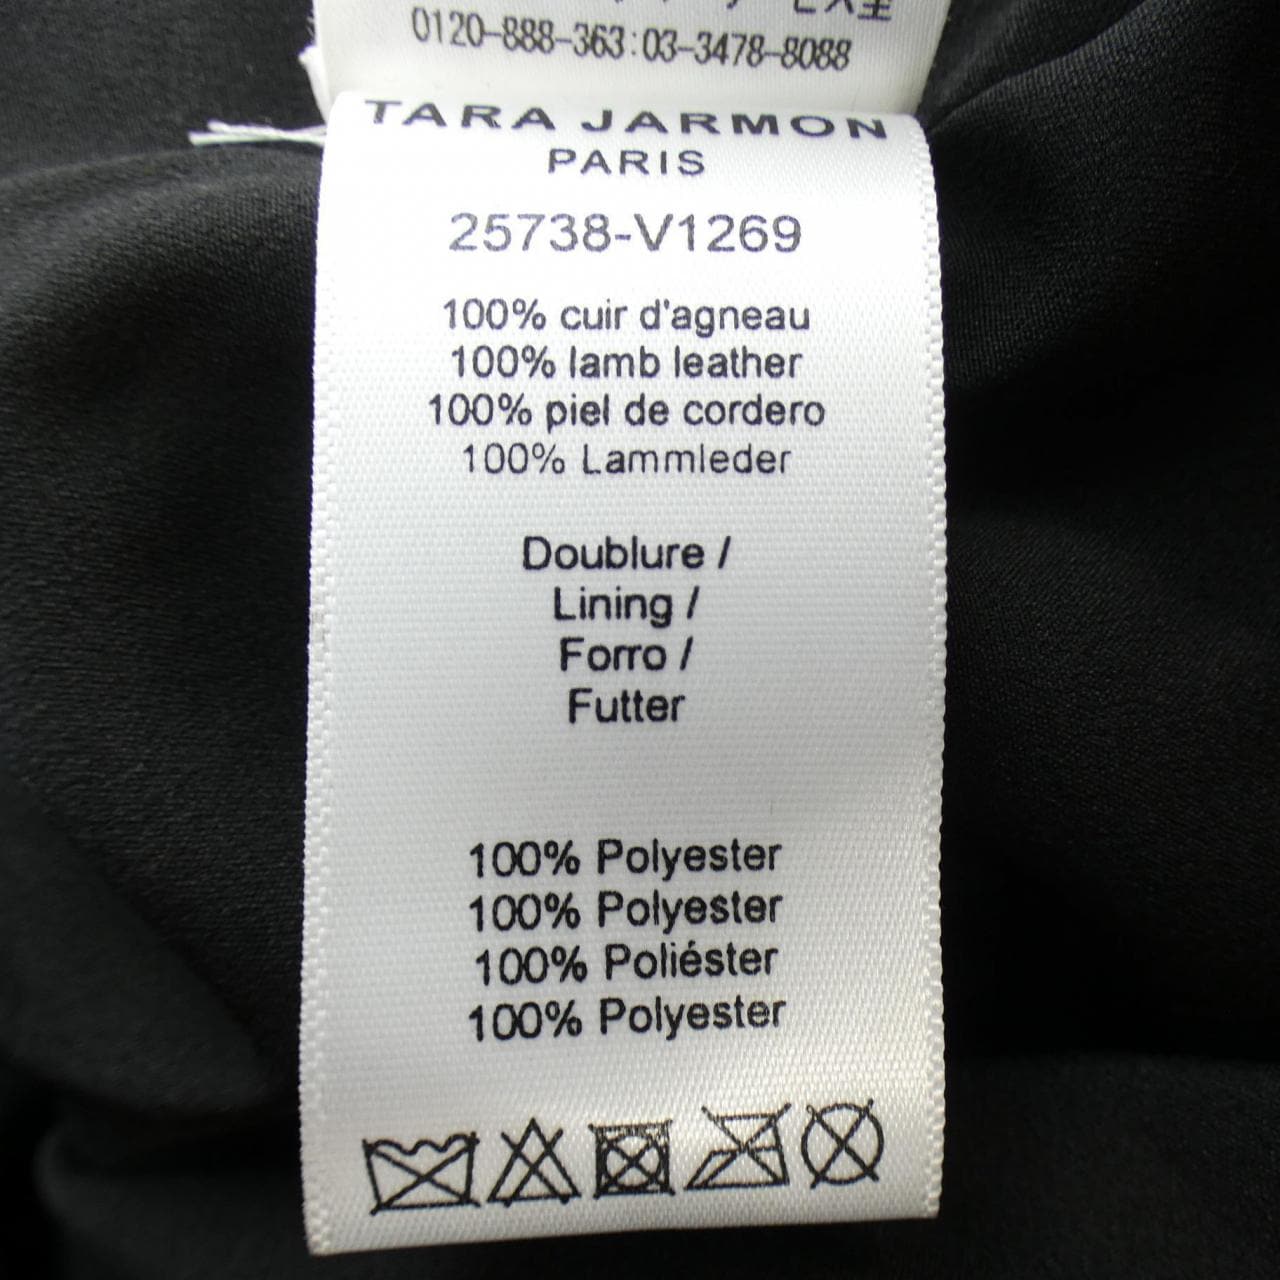 0120-888-363:03-3478-8088
TARA JARMON
PARIS
25738-V1269
100% cuir d'agneau
100% lamb leather
100% piel de cordero
100% Lammleder
Doublure /
Lining /
Forro /
Futter
100% Polyester
100% Polyester
100% Poliéster
100% Polyester